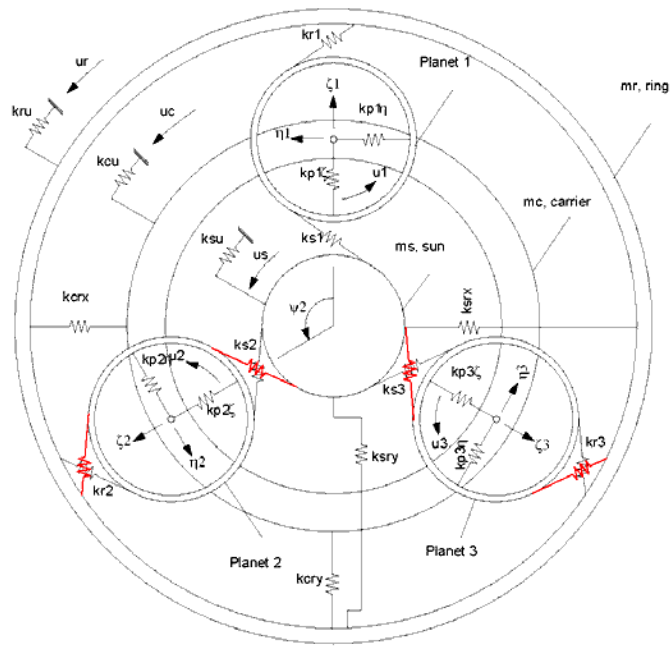 kr1
Planet 1
ur
mr, ring
kru
ζ1
kp1η
uc
η1
kcu
kp1ζ
u1
mc, carrier
ksu
ks1
us
ms, sun
kcrx
ψ2
ksrx
ks2
u2
kp2ζ
ks3
kp3ζ
η3
ζ2
η2
u3
kp3η
ζ3
kr3
kr2
ksry
Planet 2
Planet 3
kcry